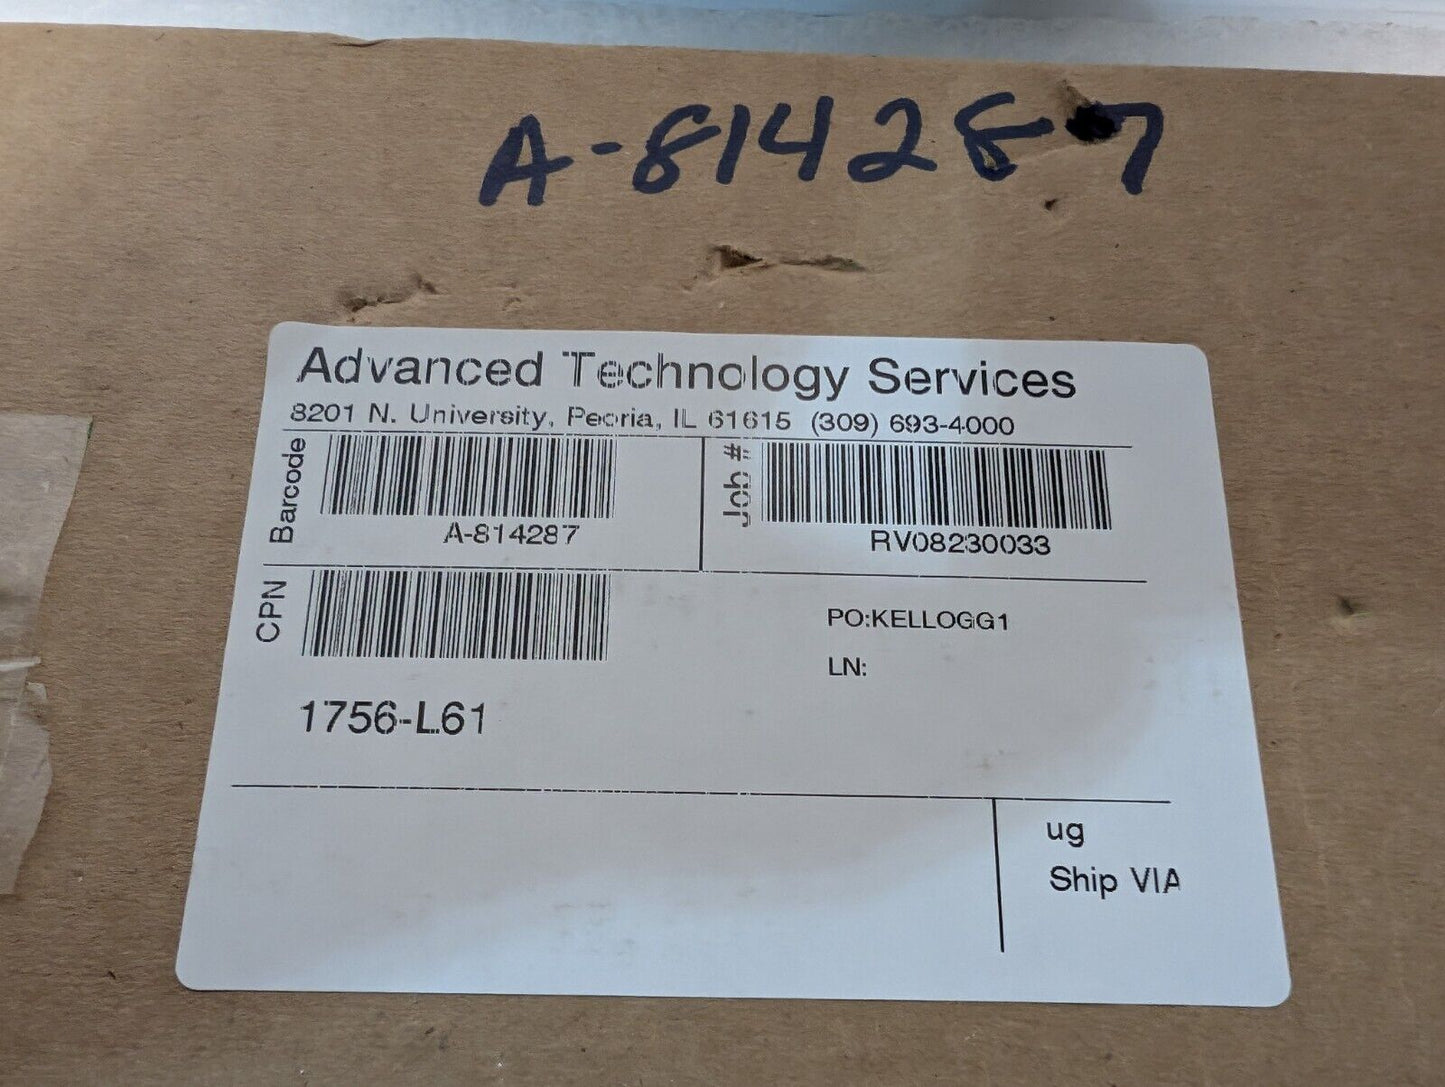 A-814287
Advanced Technology Services
8201 N. University, Peoria, IL 61615 (309) 693-4000
Barcode
A-814287
Job #
RV08230033
CPN
1756-L61
PO:KELLOGG1
LN:
ug
Ship VIA